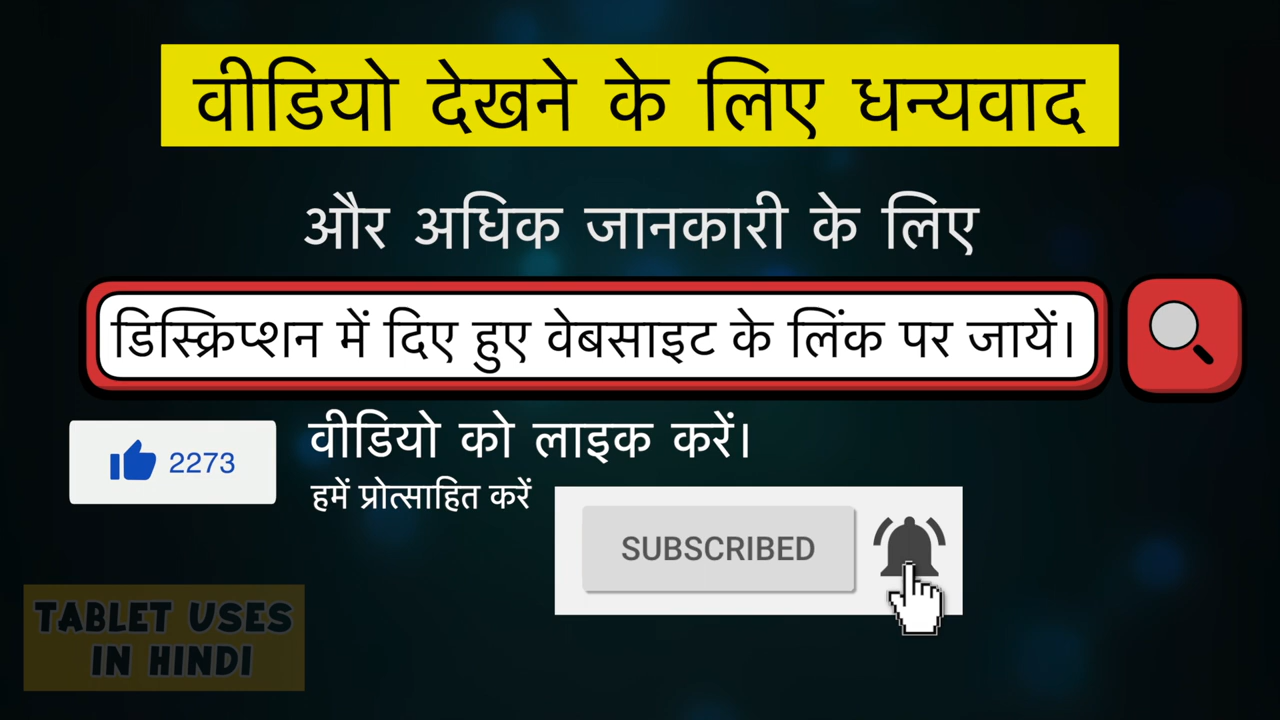 वीडियो देखने के लिए धन्यवाद
और अधिक जानकारी के लिए
डिस्क्रिप्शन में दिए हुए वेबसाइट के लिंक पर जायें।
2273
वीडियो को लाइक करें।
हमें प्रोत्साहित करें
SUBSCRIBED
TABLET USES
IN HINDI